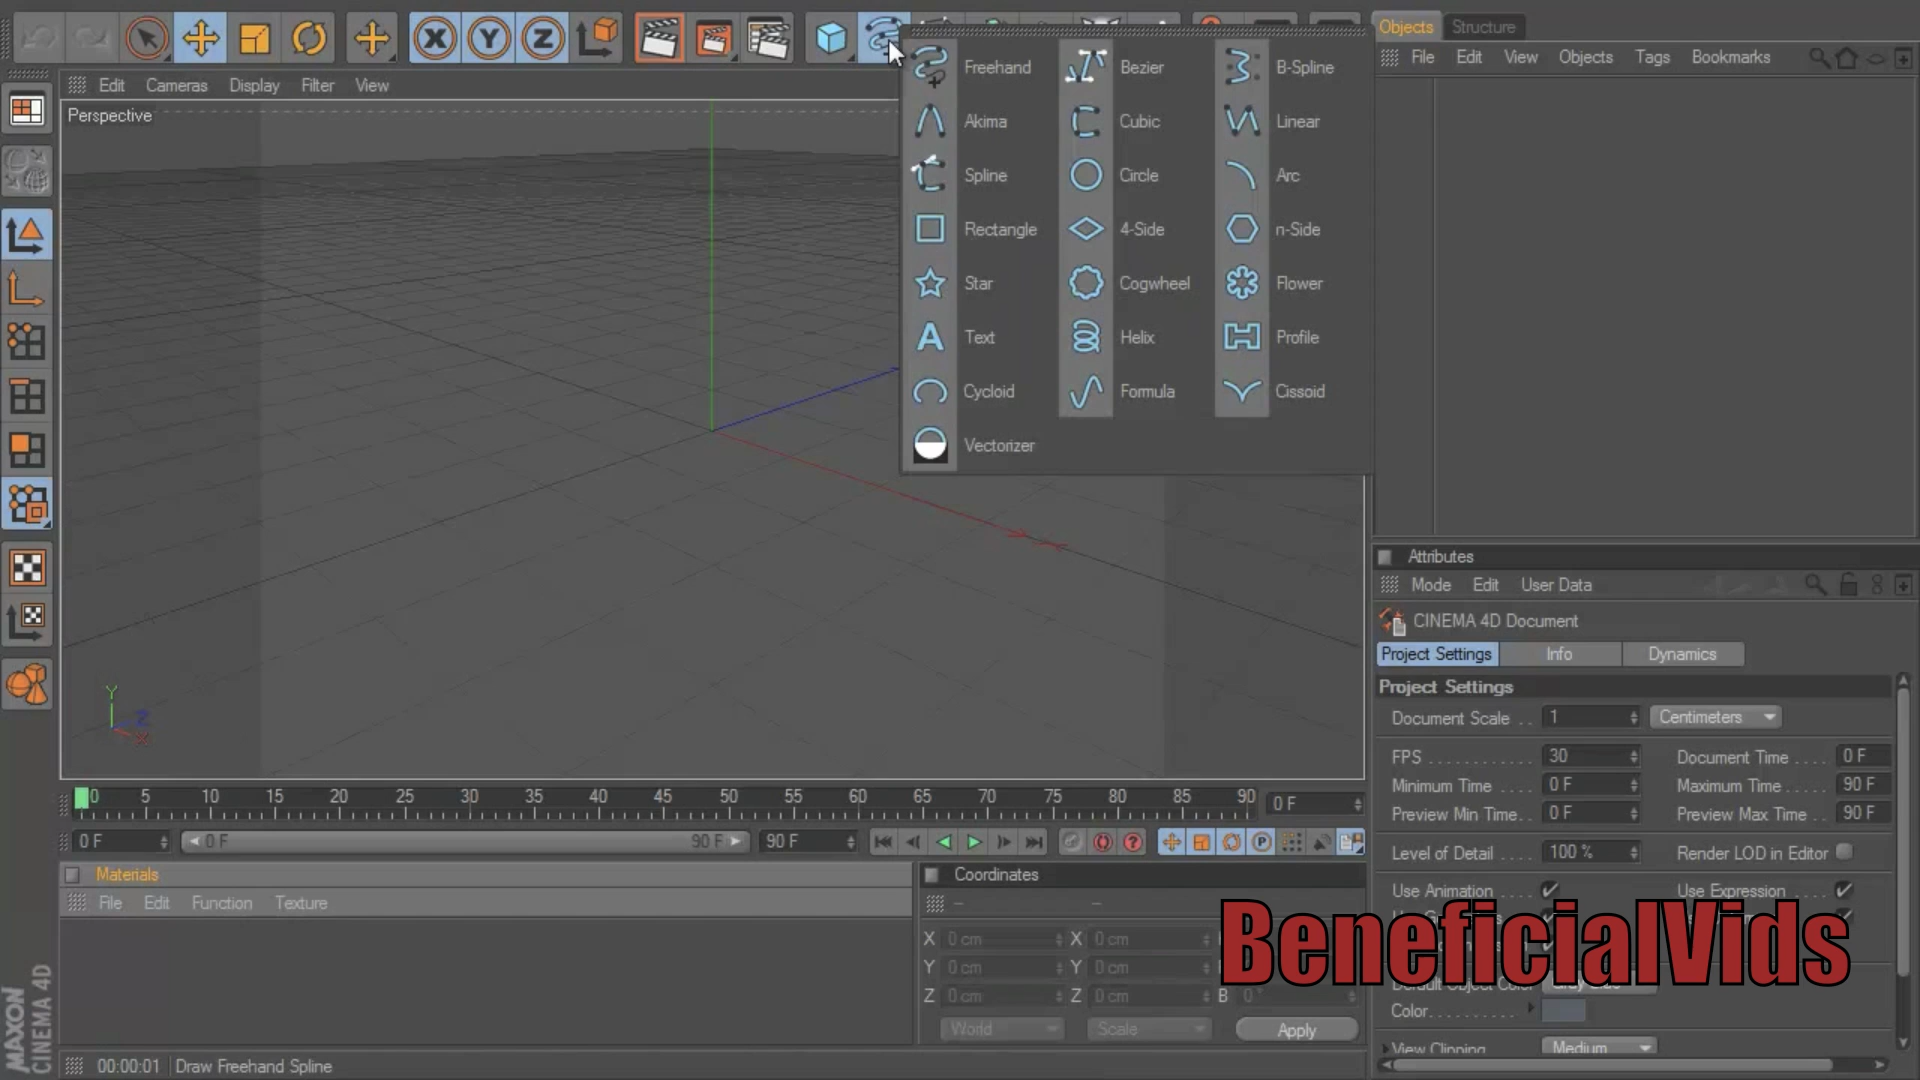 Objects Structure
File Edit View Objects Tags Bookmarks
Edit Cameras Display Filter View
Perspective
Freehand Bezier B-Spline
Akima Cubic Linear
Spline Circle Arc
Rectangle 4-Side n-Side
Star Cogwheel Flower
Text Helix Profile
Cycloid Formula Cissoid
Vectorizer
X Y Z
Y
Z
X
Attributes
Mode Edit User Data
CINEMA 4D Document
Project Settings Info Dynamics
Project Settings
Document Scale . . 1 Centimeters
FPS . . . . . . . . . . . . 30 Document Time . . . . 0 F
Minimum Time . . . . 0 F Maximum Time . . . . . 90 F
Preview Min Time. . 0 F Preview Max Time . . . 90 F
Level of Detail . . . . 100 % Render LOD in Editor
Use Animation . . . . Use Expression . . . .
Default Object Color
Color. . . . . . . . . .
View Clipping Medium
0 5 10 15 20 25 30 35 40 45 50 55 60 65 70 75 80 85 90 0 F
0 F 0 F 90 F 90 F
Materials
File Edit Function Texture
Coordinates
X 0 cm X 0 cm
Y 0 cm Y 0 cm
Z 0 cm Z 0 cm B 0 °
World Scale Apply
BeneficialVids
MAXON
CINEMA 4D
00:00:01 Draw Freehand Spline